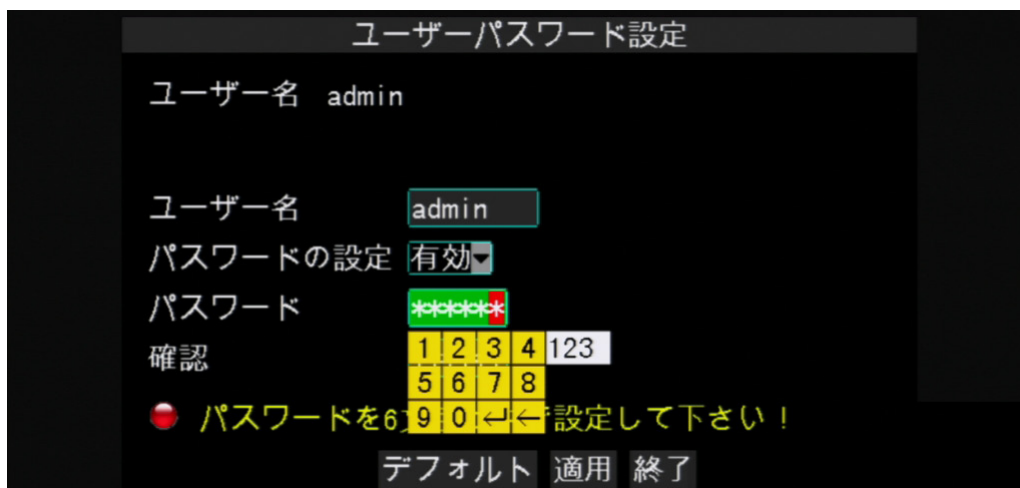 ユーザーパスワード設定
ユーザー名 admin
ユーザー名 admin
パスワードの設定 有効
パスワード ******
確認
1 2 3 4 123
5 6 7 8
9 0 ↵ ←
パスワードを6 設定して下さい！
デフォルト 適用 終了